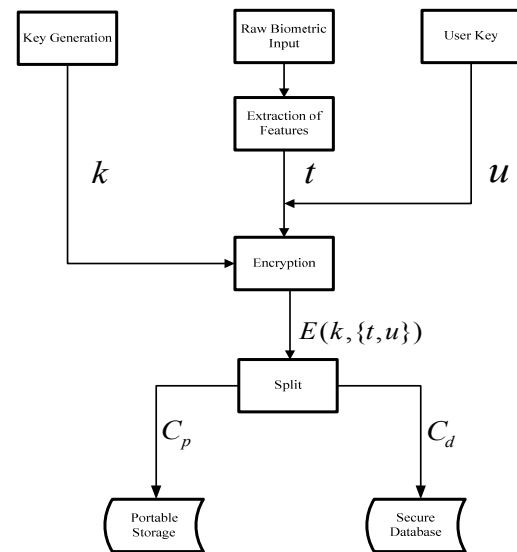 Key Generation
Raw Biometric
Input
User Key
Extraction of
Features
k
t
u
Encryption
E(k,{t,u})
Split
C_p
C_d
Portable
Storage
Secure
Database